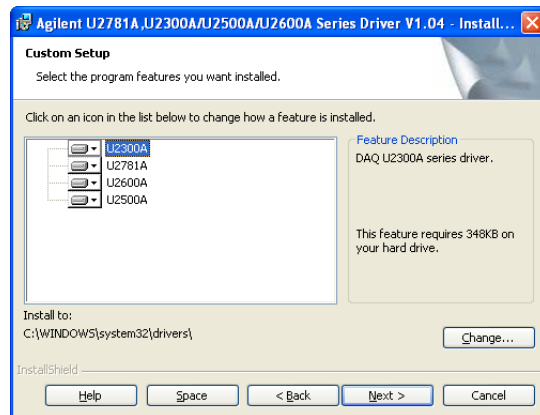 Agilent U2781A,U2300A/U2500A/U2600A Series Driver V1.04 - Install...
Custom Setup
Select the program features you want installed.
Click on an icon in the list below to change how a feature is installed.
U2300A
U2781A
U2600A
U2500A
Feature Description
DAQ U2300A series driver.
This feature requires 348KB on
your hard drive.
Install to:
C:\WINDOWS\system32\drivers\
Change...
InstallShield
Help
Space
< Back
Next >
Cancel